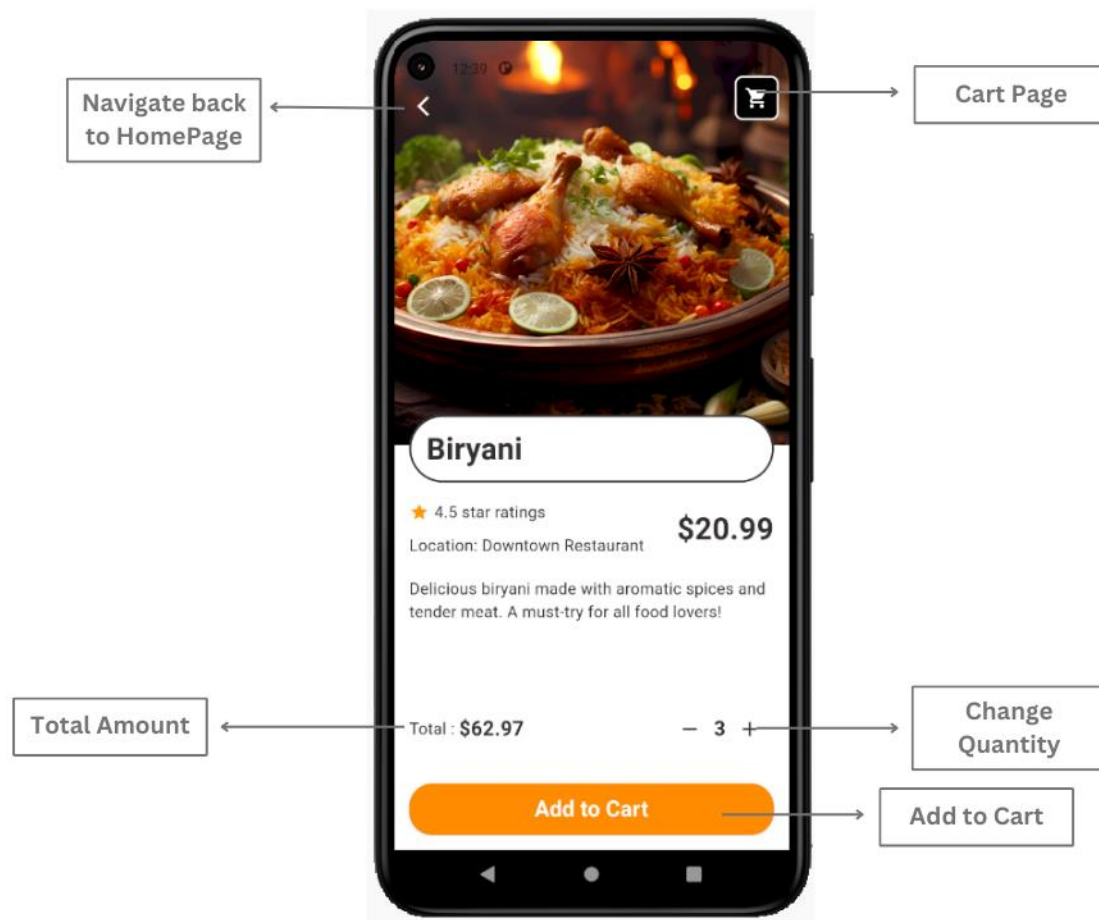 12:39
Navigate back
to HomePage
Cart Page
Biryani
4.5 star ratings
$20.99
Location: Downtown Restaurant
Delicious biryani made with aromatic spices and
tender meat. A must-try for all food lovers!
Total Amount
Total : $62.97
− 3 +
Change
Quantity
Add to Cart
Add to Cart